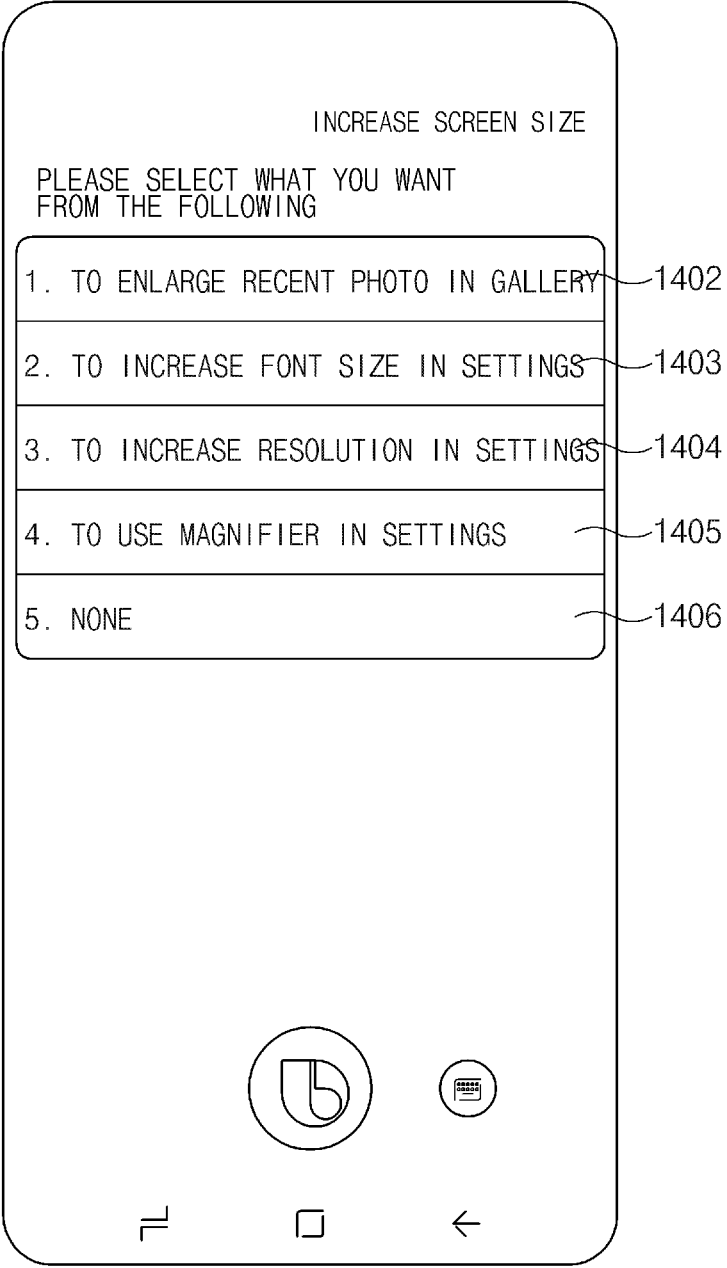 INCREASE SCREEN SIZE
PLEASE SELECT WHAT YOU WANT
FROM THE FOLLOWING
1. TO ENLARGE RECENT PHOTO IN GALLERY 1402
2. TO INCREASE FONT SIZE IN SETTINGS 1403
3. TO INCREASE RESOLUTION IN SETTINGS 1404
4. TO USE MAGNIFIER IN SETTINGS 1405
5. NONE 1406